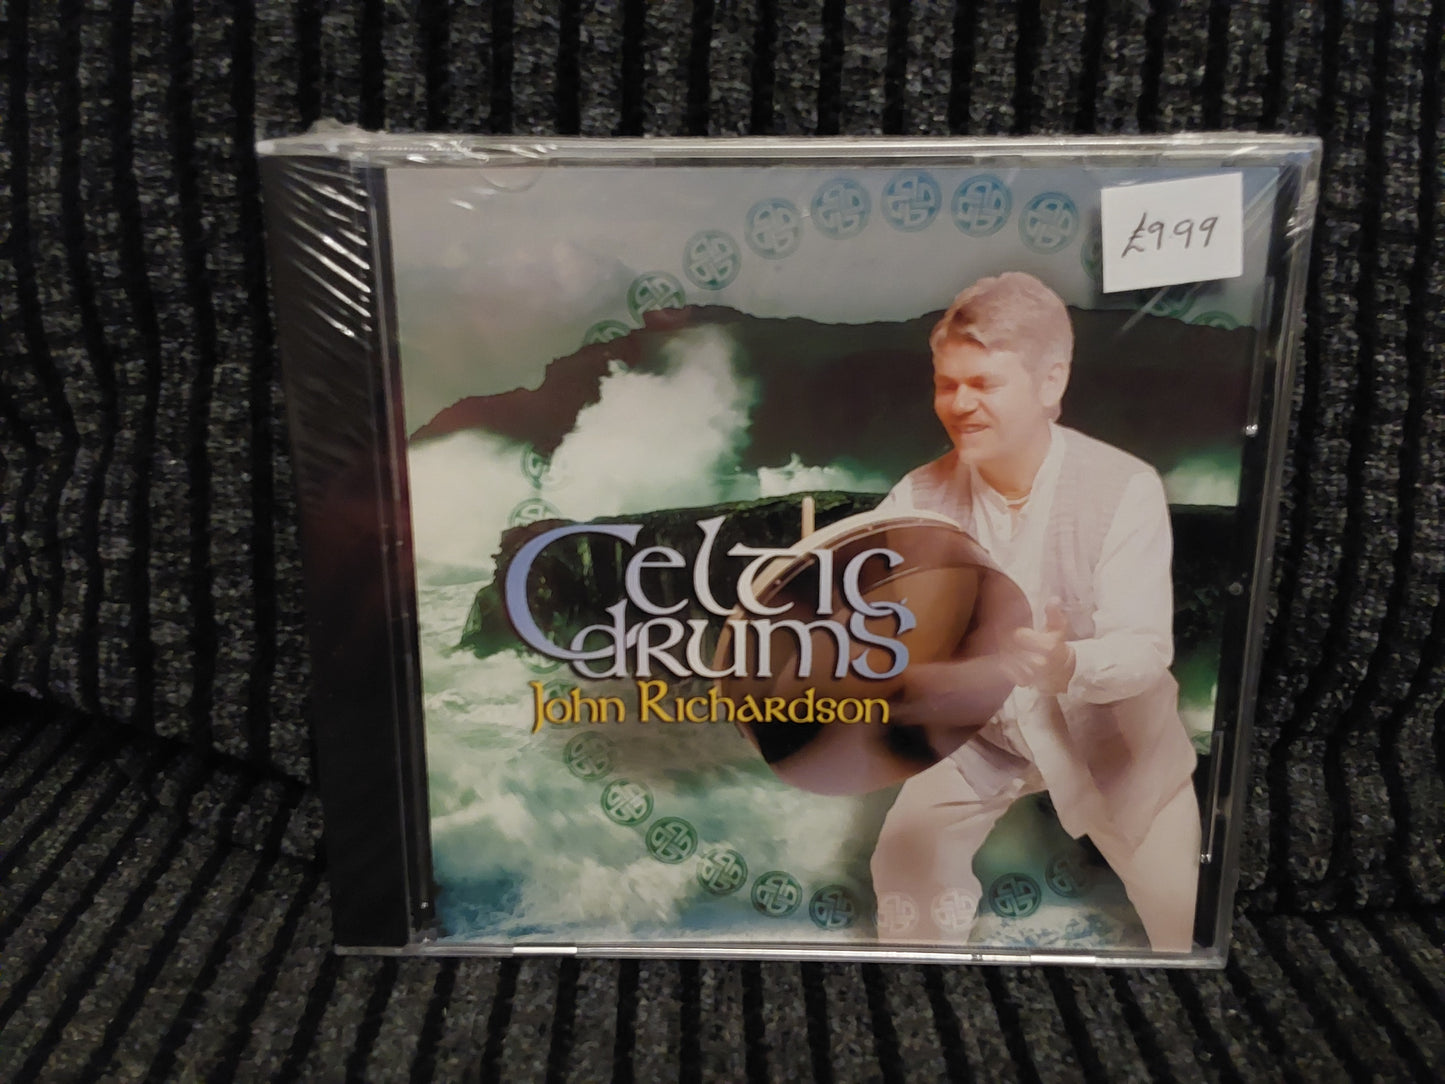 £9.99
Celtic
drums
John Richardson